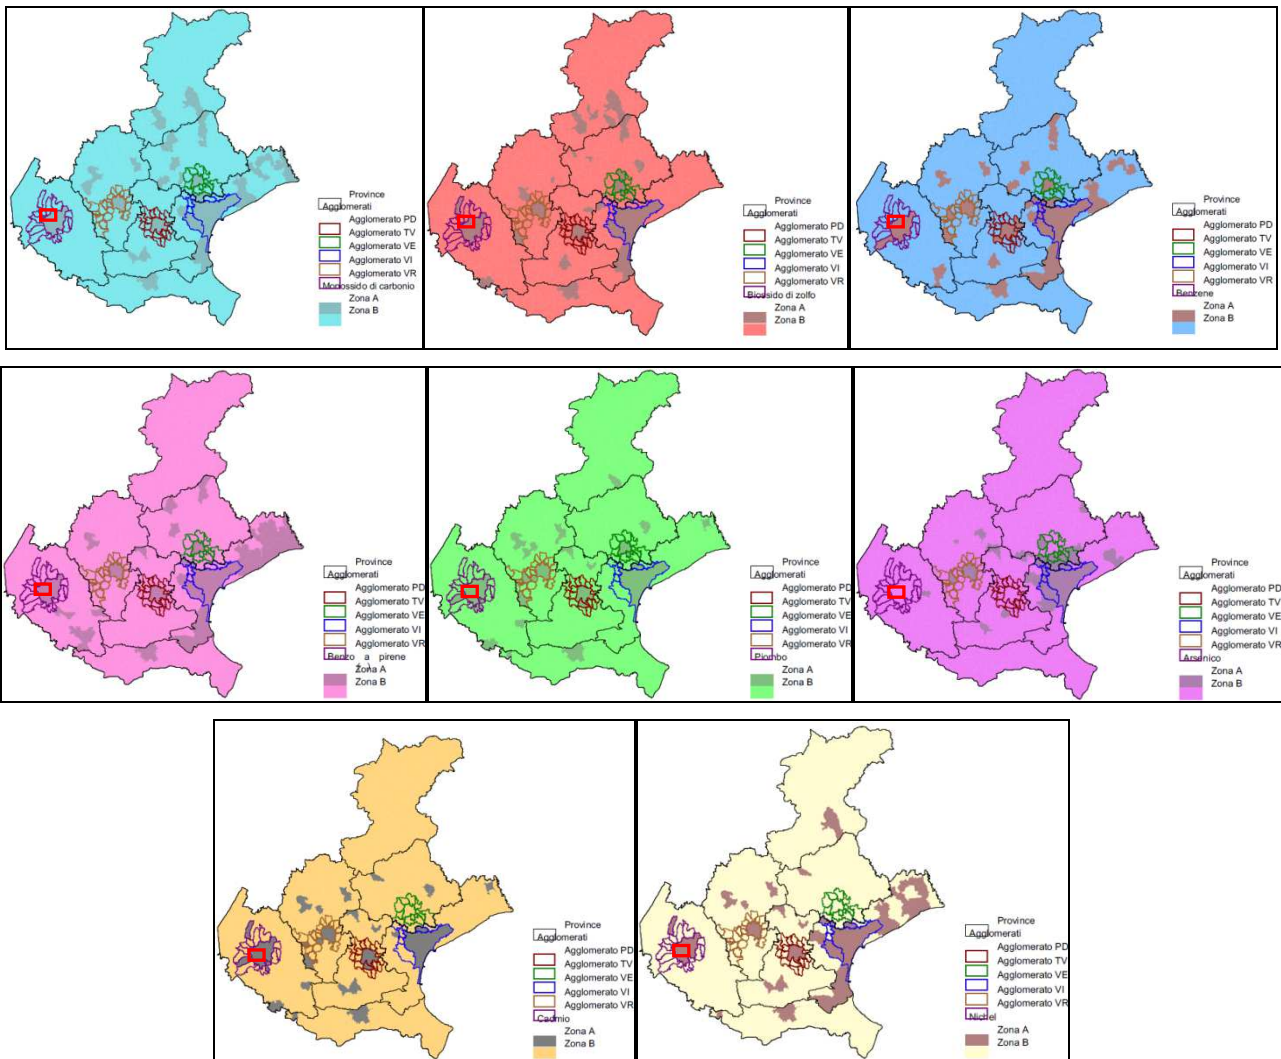 Province
Agglomerati
Agglomerato PD
Agglomerato TV
Agglomerato VE
Agglomerato VI
Agglomerato VR
Monossido di carbonio
Zona A
Zona B
Province
Agglomerati
Agglomerato PD
Agglomerato TV
Agglomerato VE
Agglomerato VI
Agglomerato VR
Biossido di zolfo
Zona A
Zona B
Province
Agglomerati
Agglomerato PD
Agglomerato TV
Agglomerato VE
Agglomerato VI
Agglomerato VR
Benzene
Zona A
Zona B
Province
Agglomerati
Agglomerato PD
Agglomerato TV
Agglomerato VE
Agglomerato VI
Agglomerato VR
Benzo a pirene
Zona A
Zona B
Province
Agglomerati
Agglomerato PD
Agglomerato TV
Agglomerato VE
Agglomerato VI
Agglomerato VR
Piombo
Zona A
Zona B
Province
Agglomerati
Agglomerato PD
Agglomerato TV
Agglomerato VE
Agglomerato VI
Agglomerato VR
Arsenico
Zona A
Zona B
Province
Agglomerati
Agglomerato PD
Agglomerato TV
Agglomerato VE
Agglomerato VI
Agglomerato VR
Cadmio
Zona A
Zona B
Province
Agglomerati
Agglomerato PD
Agglomerato TV
Agglomerato VE
Agglomerato VI
Agglomerato VR
Nichel
Zona A
Zona B